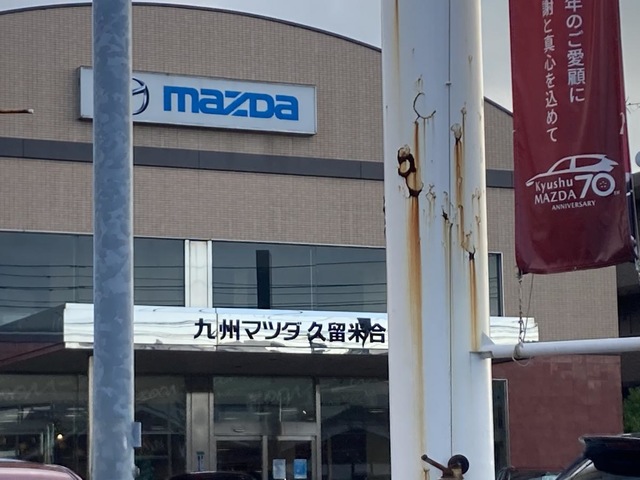 mazda
年のご愛顧に
謝と真心を込めて
Kyushu
MAZDA 70
ANNIVERSARY
九州マツダ 久留米合